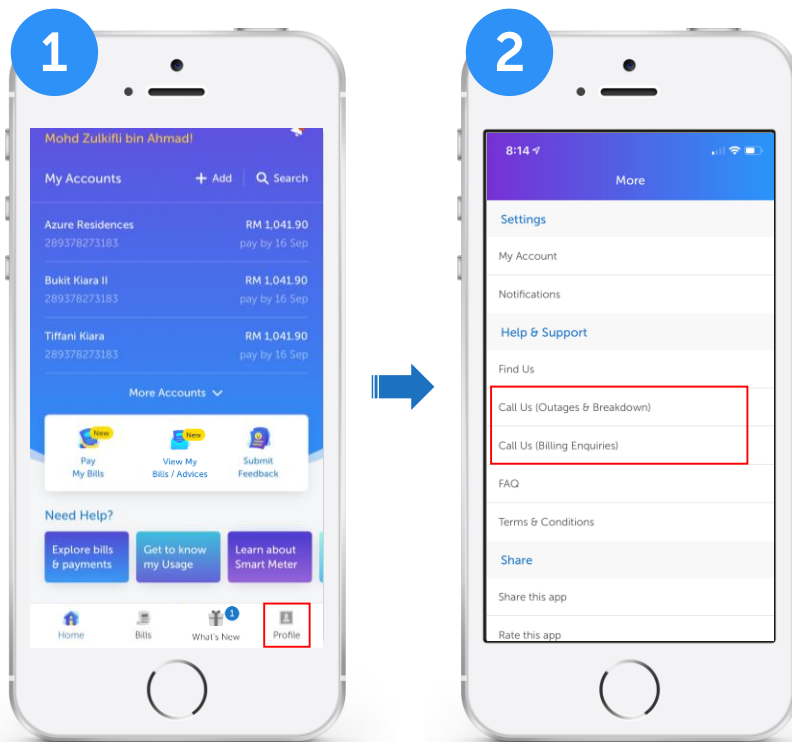 1
Mohd Zulkifli bin Ahmad!
My Accounts + Add Search
Azure Residences RM 1,041.90
289378273183 pay by 16 Sep
Bukit Kiara II RM 1,041.90
289378273183 pay by 16 Sep
Tiffani Kiara RM 1,041.90
289378273183 pay by 16 Sep
More Accounts
New
New
Pay
My Bills
View My
Bills / Advices
Submit
Feedback
Need Help?
Explore bills
& payments
Get to know
my Usage
Learn about
Smart Meter
1
Home Bills What's New Profile
2
8:14
More
Settings
My Account
Notifications
Help & Support
Find Us
Call Us (Outages & Breakdown)
Call Us (Billing Enquiries)
FAQ
Terms & Conditions
Share
Share this app
Rate this app